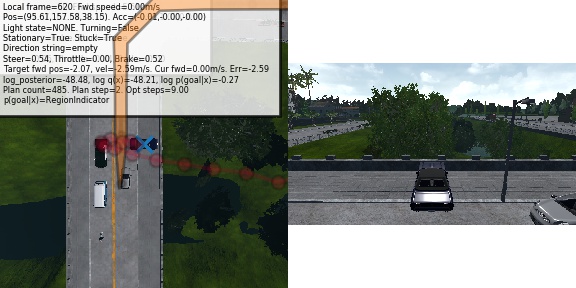 Local frame=620. Fwd speed=0.00m/s
Pos=(95.61,157.58,38.15). Acc=(-0.01,-0.00,-0.00)
Light state=NONE. Turning=False
Stationary=True. Stuck=True
Direction string=empty
Steer=0.54, Throttle=0.00, Brake=0.52
Target fwd pos=-2.07, vel=-2.59m/s. Cur fwd=0.00m/s. Err=-2.59
log_posterior=-48.48, log q(x)=-48.21, log p(goal|x)=-0.27
Plan count=485. Plan step=2. Opt steps=9.00
p(goal|x)=RegionIndicator